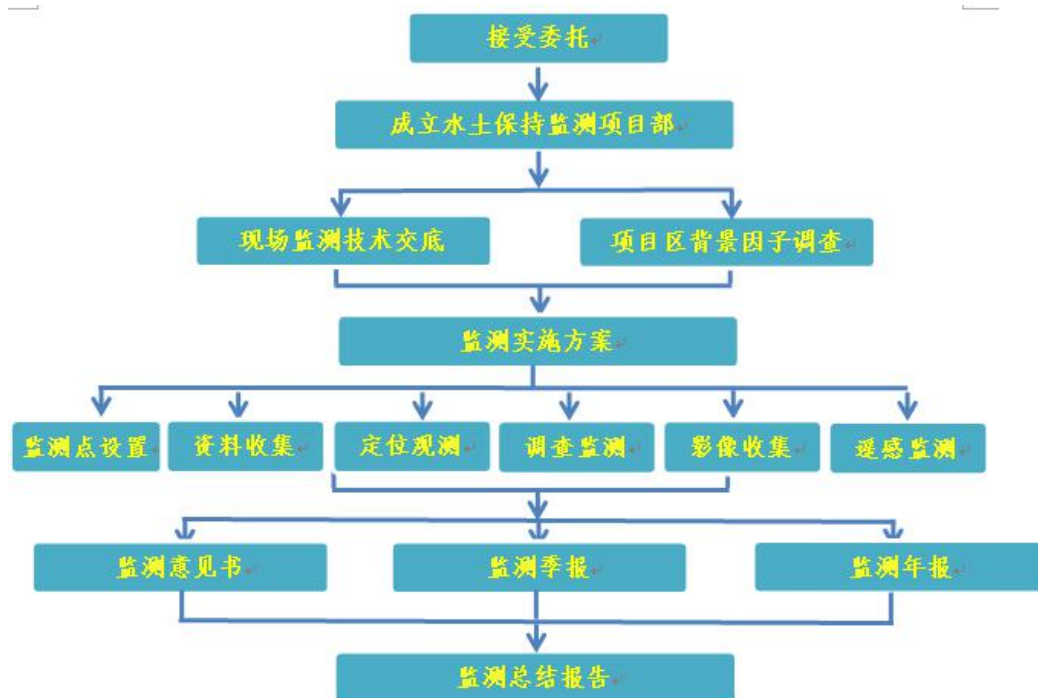 接受委托
成立水土保持监测项目部
现场监测技术交底 项目区背景因子调查
监测实施方案
监测点设置 资料收集 定位观测 调查监测 影像收集 遥感监测
监测意见书 监测季报 监测年报
监测总结报告